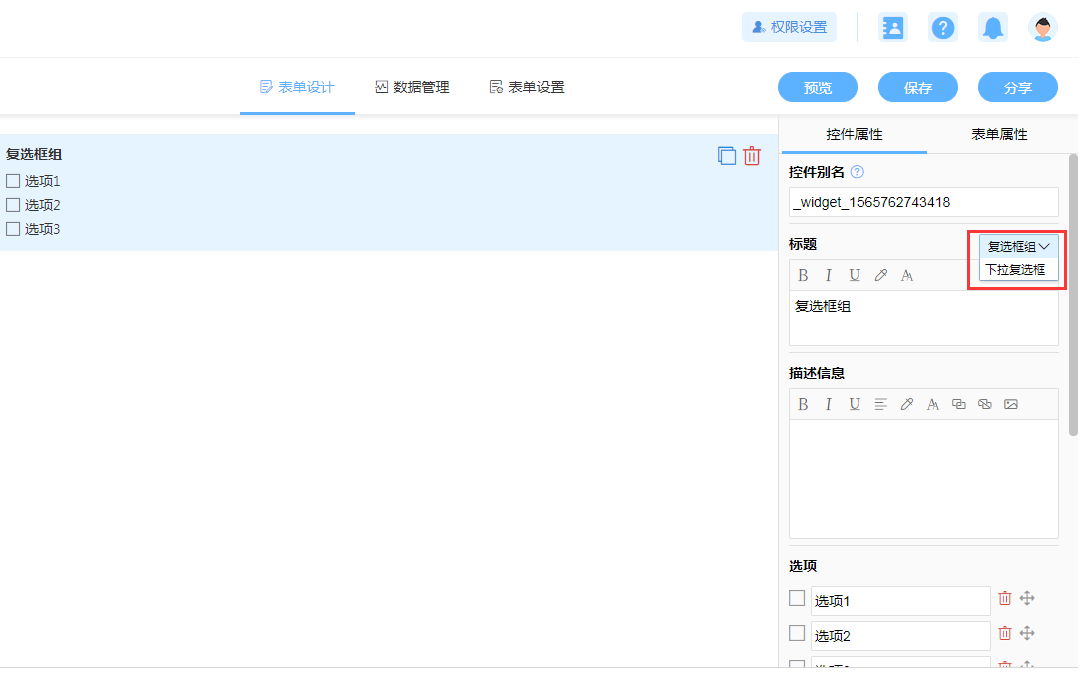 权限设置
表单设计 数据管理 表单设置 预览 保存 分享
控件属性 表单属性
复选框组
选项1
选项2
选项3
控件别名
_widget_1565762743418
标题 复选框组
下拉复选框
B I U A
复选框组
描述信息
B I U A
选项
选项1
选项2